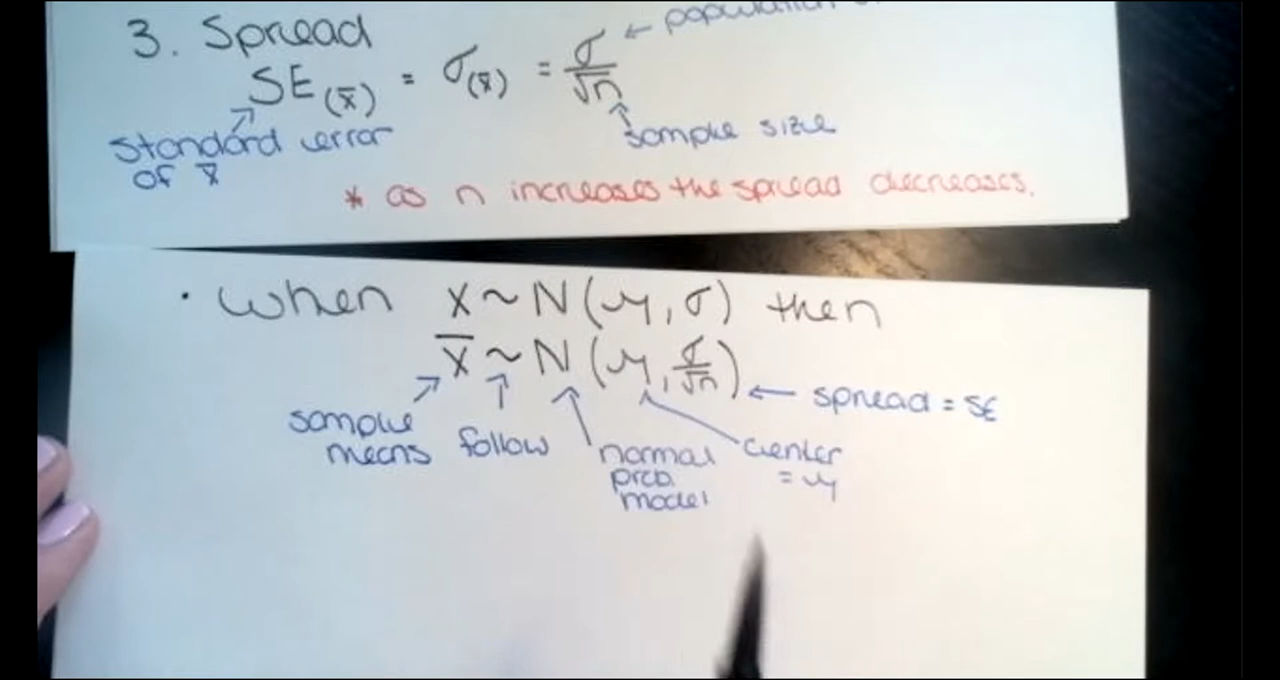 3. Spread
SE(x̄) = σ(x̄) = σ/√n ← population
standard error
of x̄
sample size
* as n increases the spread decreases.
· when X ~ N(μ, σ) then
X̄ ~ N(μ, σ/√n)
← spread = SE
sample
means
follow
normal
prob.
model
center
= μ